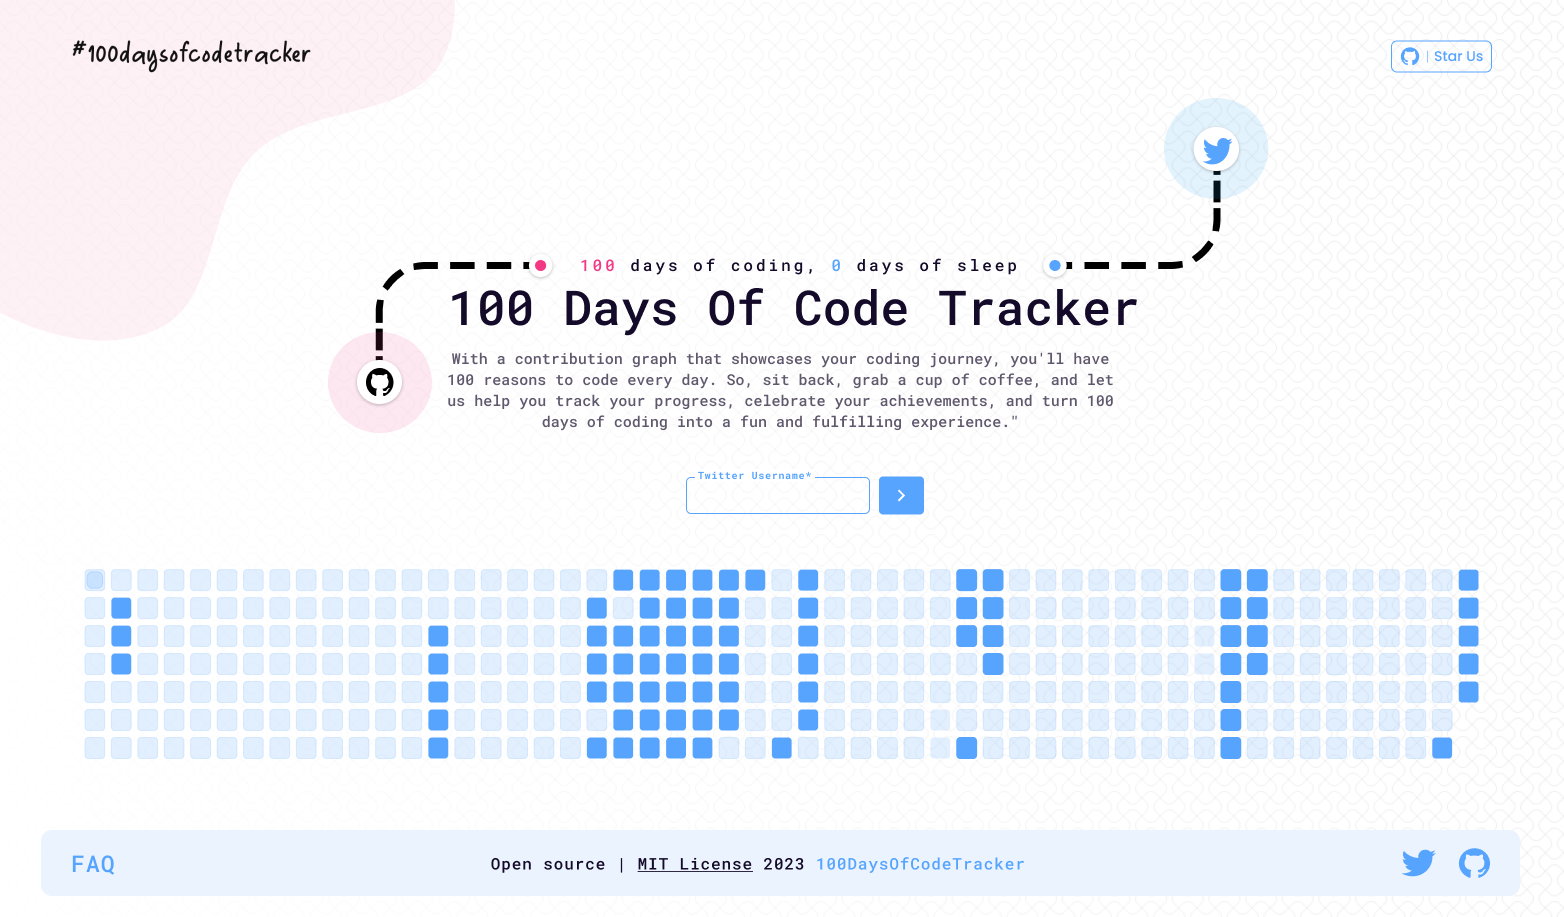 #100daysofcodetracker
| Star Us
100 days of coding, 0 days of sleep
100 Days Of Code Tracker
With a contribution graph that showcases your coding journey, you'll have
100 reasons to code every day. So, sit back, grab a cup of coffee, and let
us help you track your progress, celebrate your achievements, and turn 100
days of coding into a fun and fulfilling experience."
Twitter Username*
FAQ
Open source | MIT License 2023 100DaysOfCodeTracker